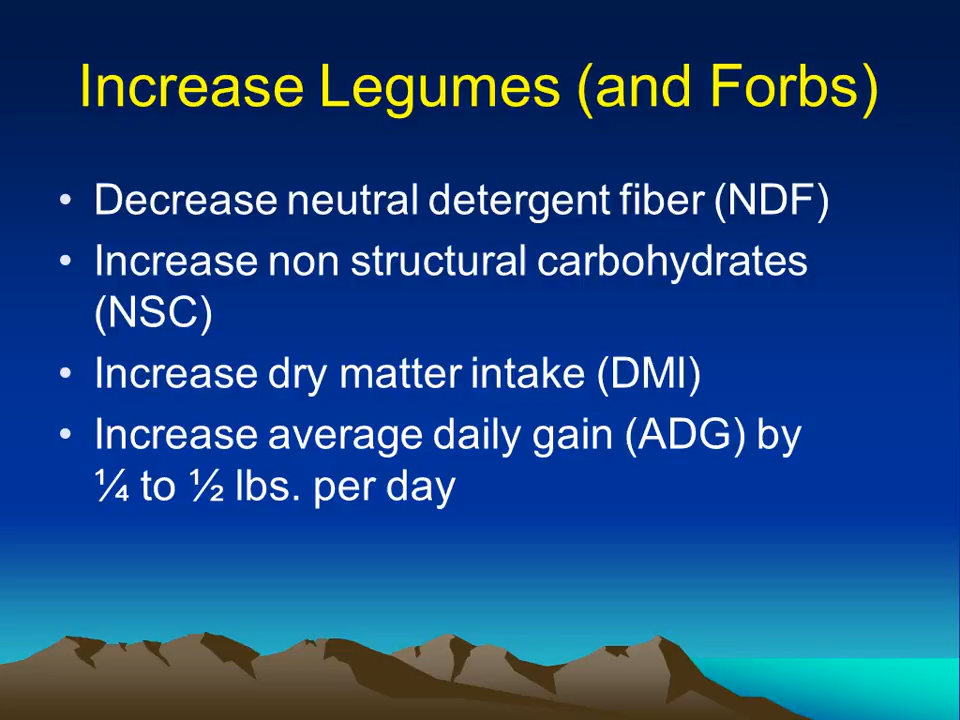 Increase Legumes (and Forbs)
• Decrease neutral detergent fiber (NDF)
• Increase non structural carbohydrates
(NSC)
• Increase dry matter intake (DMI)
• Increase average daily gain (ADG) by
¼ to ½ lbs. per day